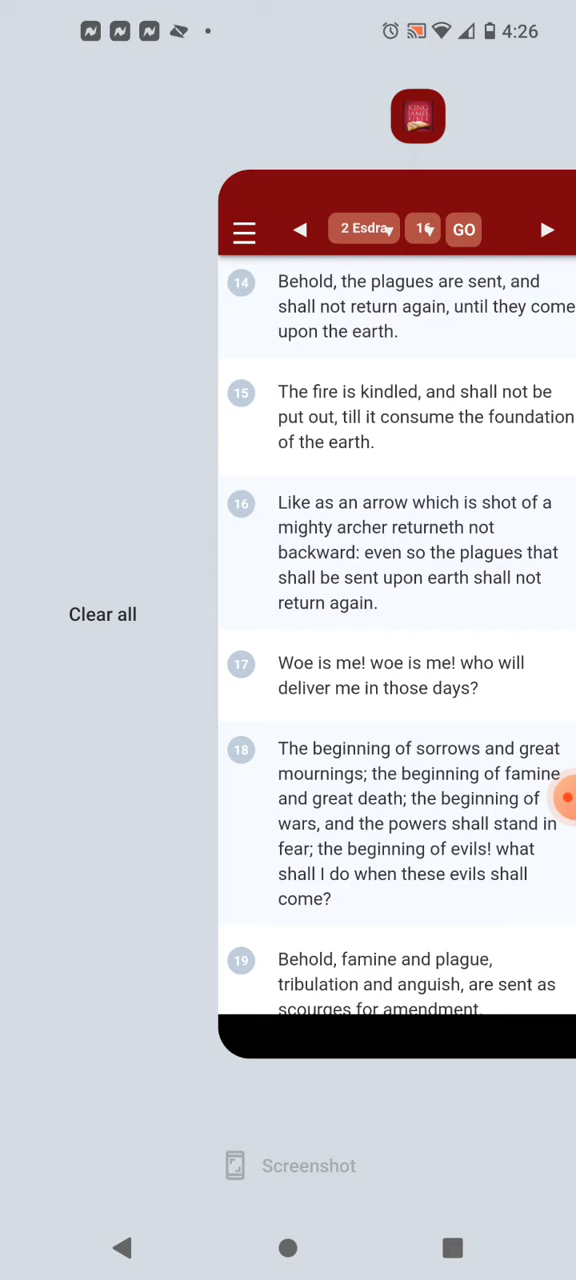 4:26
KING
JAMES
BIBLE
2 Esdra
16
GO
14
Behold, the plagues are sent, and
shall not return again, until they come
upon the earth.
15
The fire is kindled, and shall not be
put out, till it consume the foundation
of the earth.
16
Like as an arrow which is shot of a
mighty archer returneth not
backward: even so the plagues that
shall be sent upon earth shall not
return again.
17
Woe is me! woe is me! who will
deliver me in those days?
18
The beginning of sorrows and great
mournings; the beginning of famine
and great death; the beginning of
wars, and the powers shall stand in
fear; the beginning of evils! what
shall I do when these evils shall
come?
19
Behold, famine and plague,
tribulation and anguish, are sent as
scourges for amendment.
Clear all
Screenshot